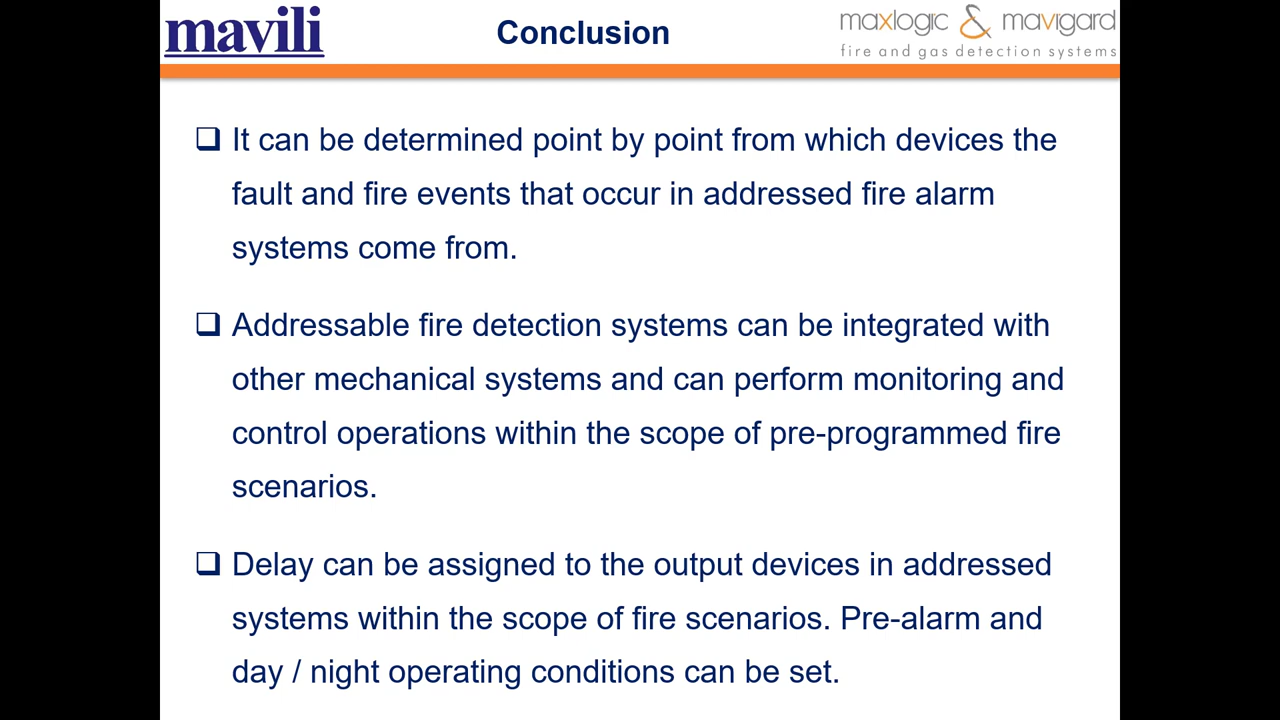 mavili
Conclusion
maxlogic & mavigard
fire and gas detection systems
It can be determined point by point from which devices the
fault and fire events that occur in addressed fire alarm
systems come from.
Addressable fire detection systems can be integrated with
other mechanical systems and can perform monitoring and
control operations within the scope of pre-programmed fire
scenarios.
Delay can be assigned to the output devices in addressed
systems within the scope of fire scenarios. Pre-alarm and
day / night operating conditions can be set.